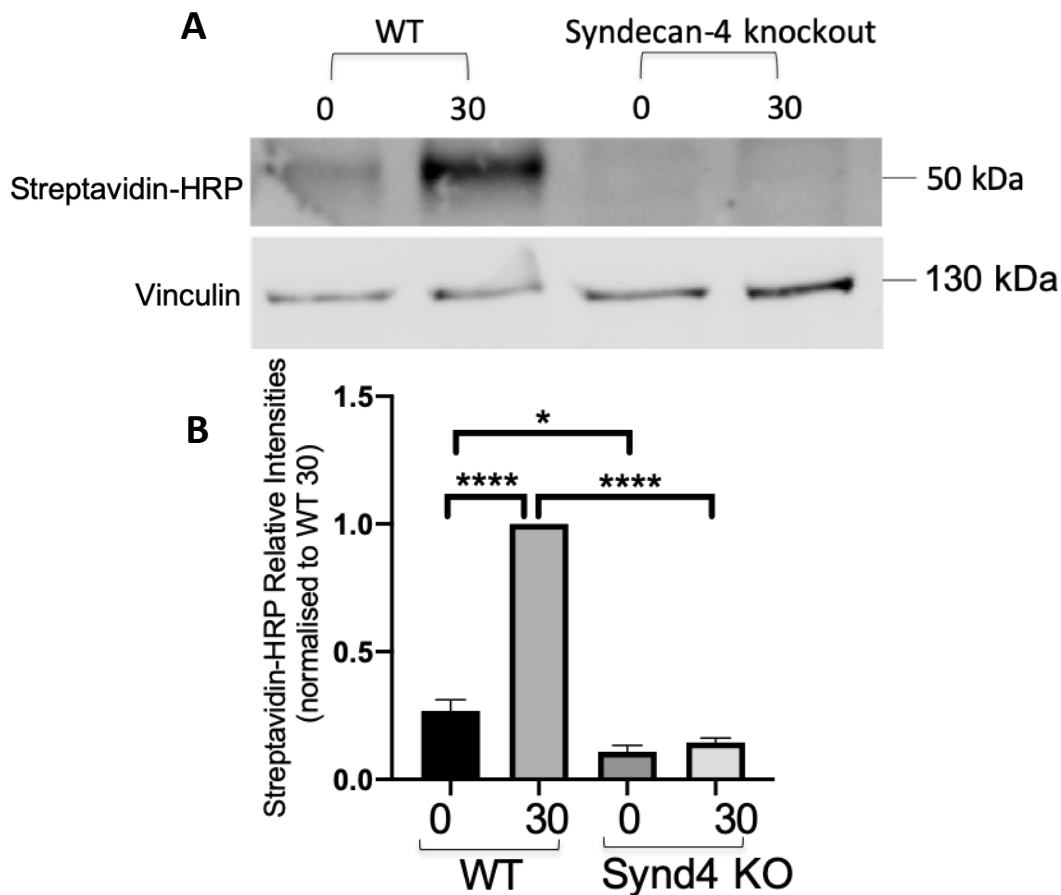 A
WT Syndecan-4 knockout
0 30 0 30
Streptavidin-HRP 50 kDa
Vinculin 130 kDa
B
Streptavidin-HRP Relative Intensities
(normalised to WT 30)
1.5
1.0
0.5
0.0
*
**** ****
0 30 0 30
WT Synd4 KO